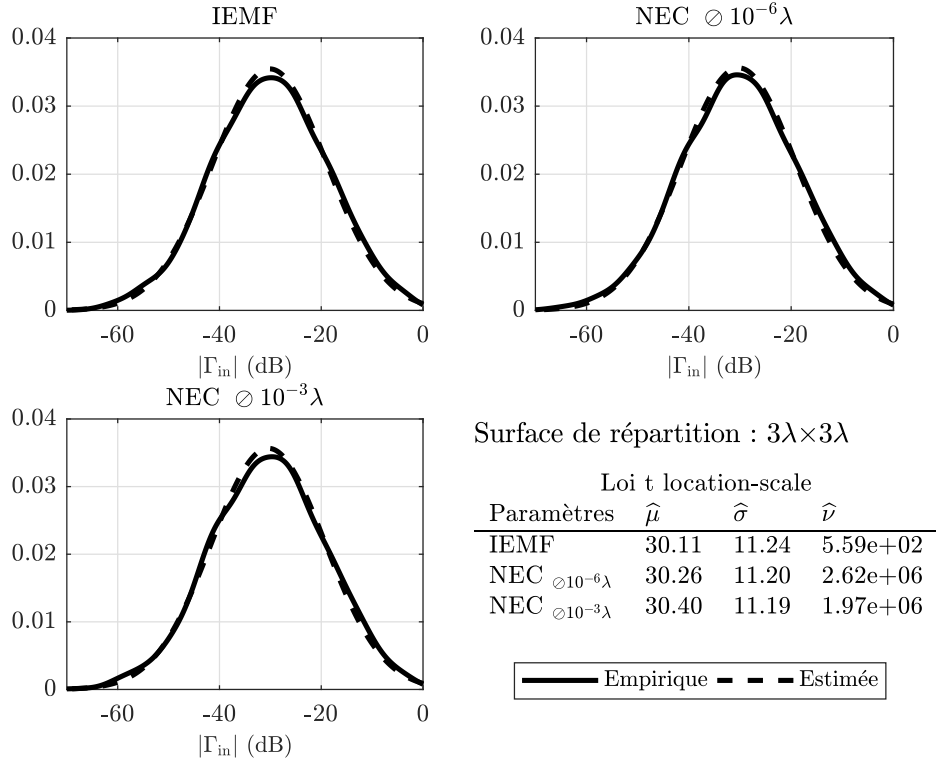 IEMF
0.04
0.03
0.02
0.01
0
-60 -40 -20 0
|Γin| (dB)
NEC ⊘ 10⁻⁶λ
0.04
0.03
0.02
0.01
0
-60 -40 -20 0
|Γin| (dB)
NEC ⊘ 10⁻³λ
0.04
0.03
0.02
0.01
0
-60 -40 -20 0
|Γin| (dB)
Surface de répartition : 3λ×3λ
Loi t location-scale
Paramètres μ̂ σ̂ ν̂
IEMF 30.11 11.24 5.59e+02
NEC ⊘10⁻⁶λ 30.26 11.20 2.62e+06
NEC ⊘10⁻³λ 30.40 11.19 1.97e+06
Empirique Estimée